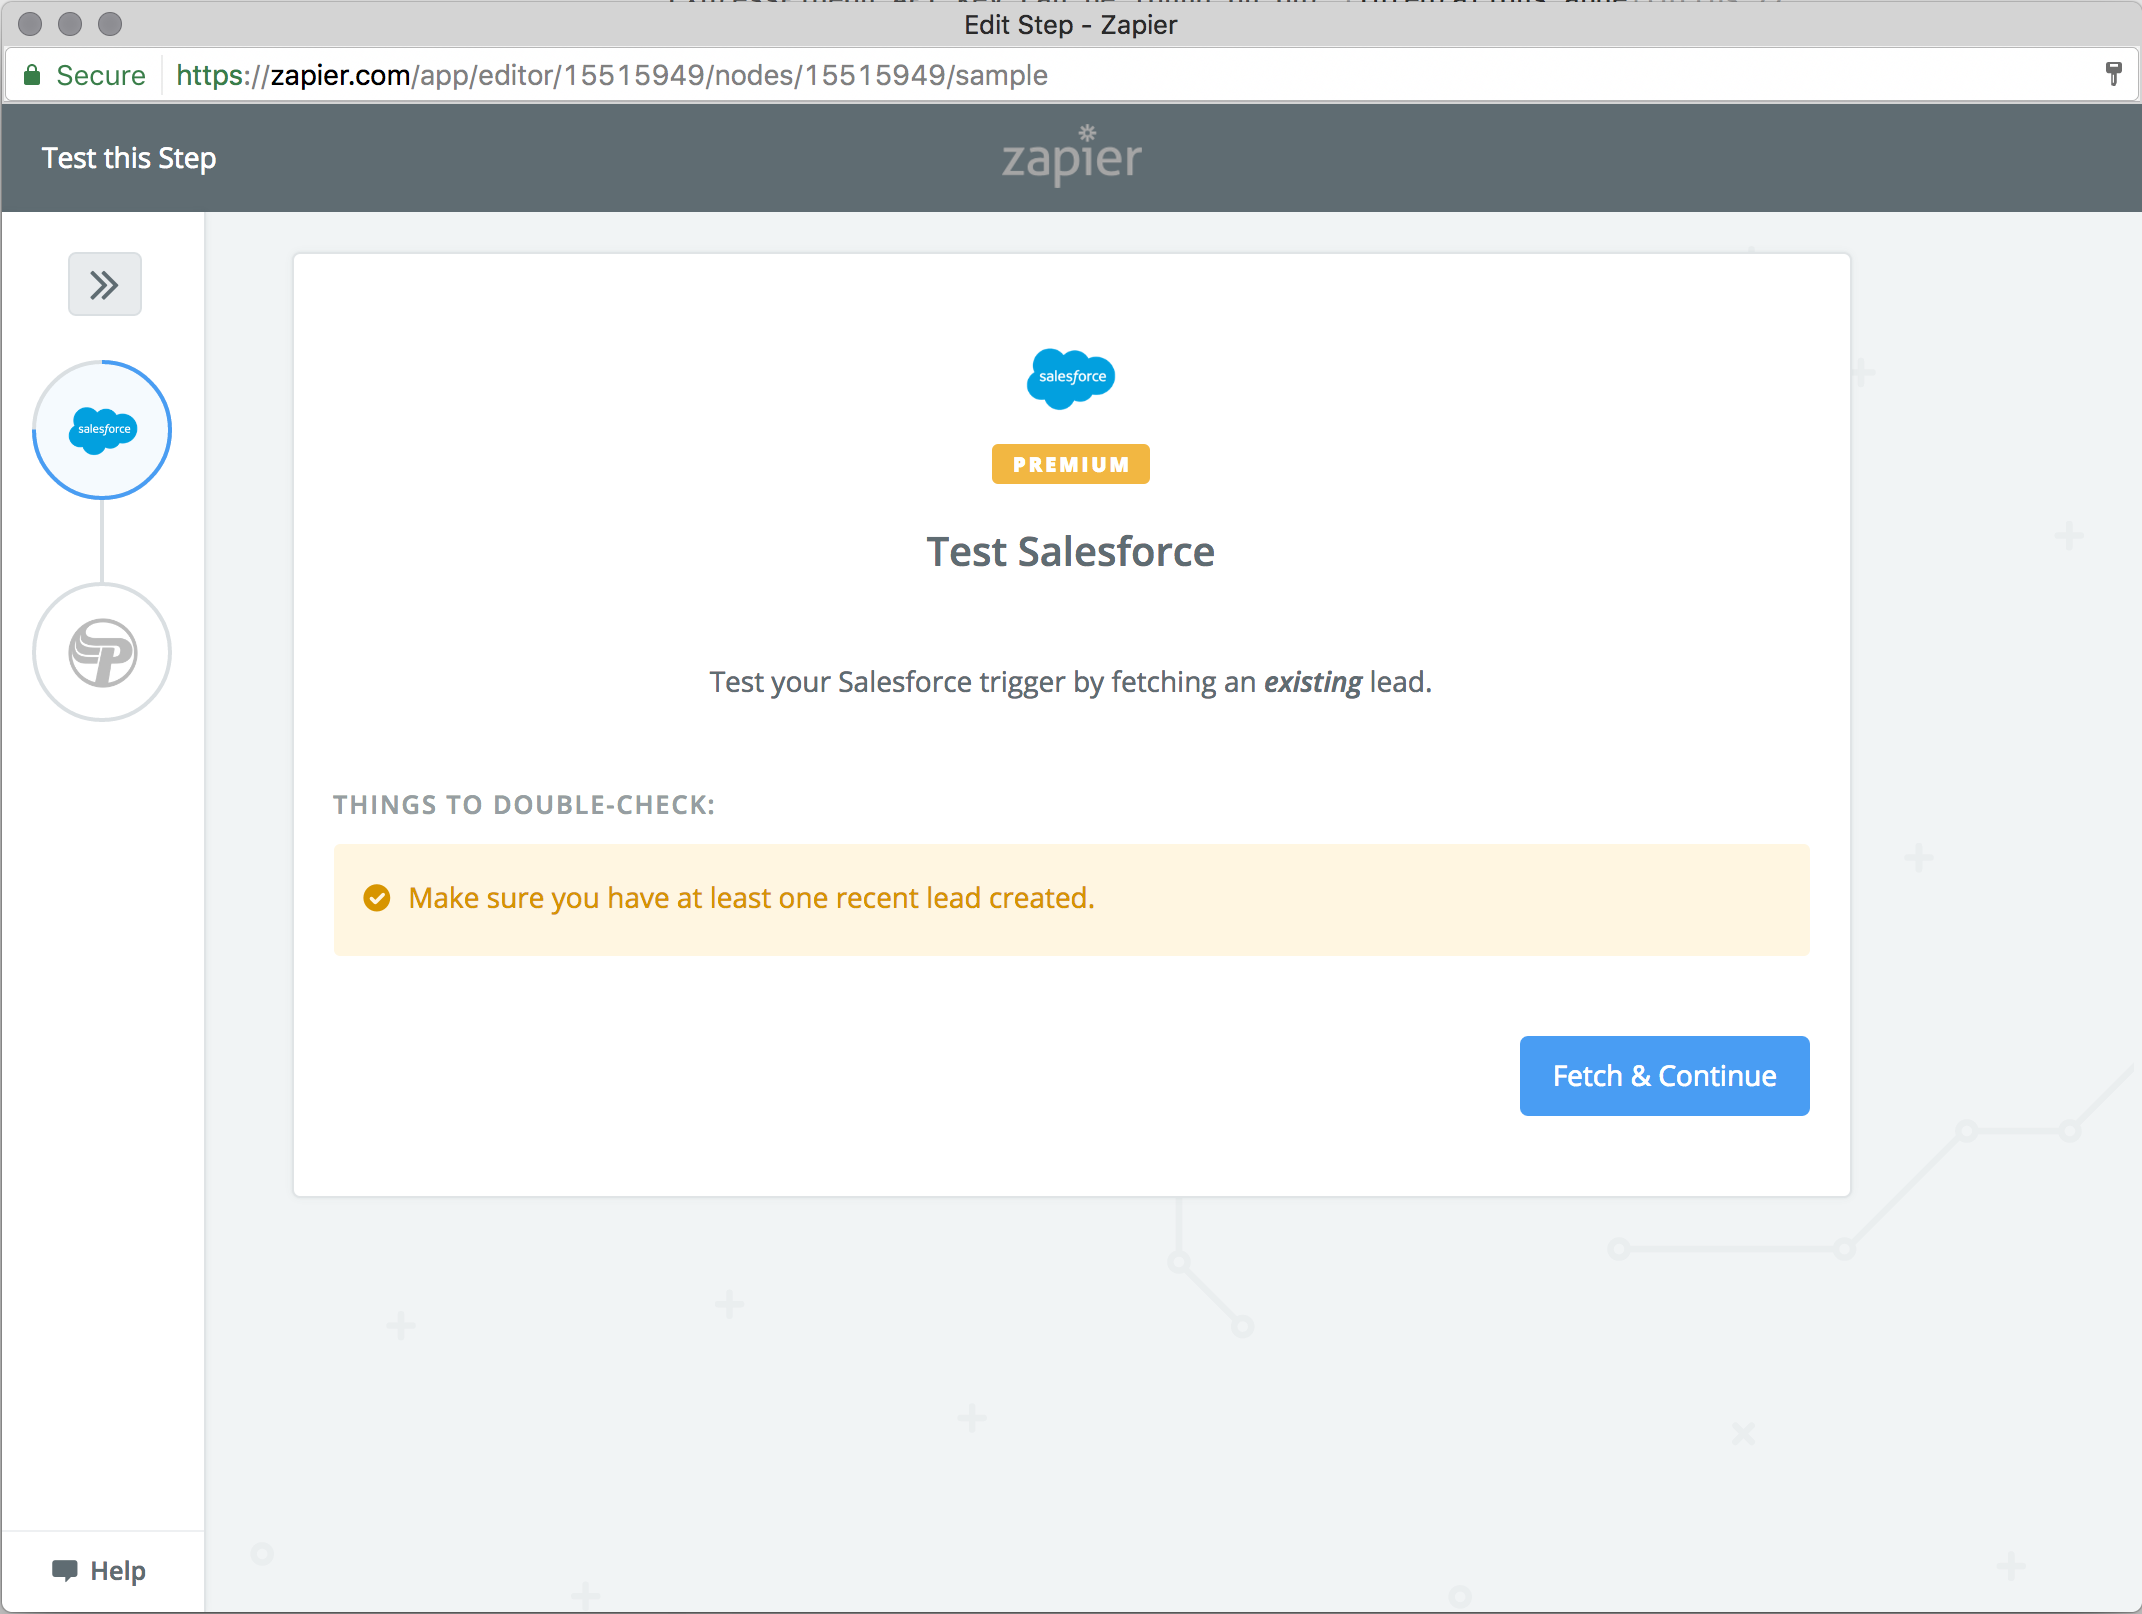 Edit Step - Zapier
Secure
https://zapier.com/app/editor/15515949/nodes/15515949/sample
Test this Step
zapier
salesforce
salesforce
PREMIUM
Test Salesforce
Test your Salesforce trigger by fetching an existing lead.
THINGS TO DOUBLE-CHECK:
Make sure you have at least one recent lead created.
Fetch & Continue
Help